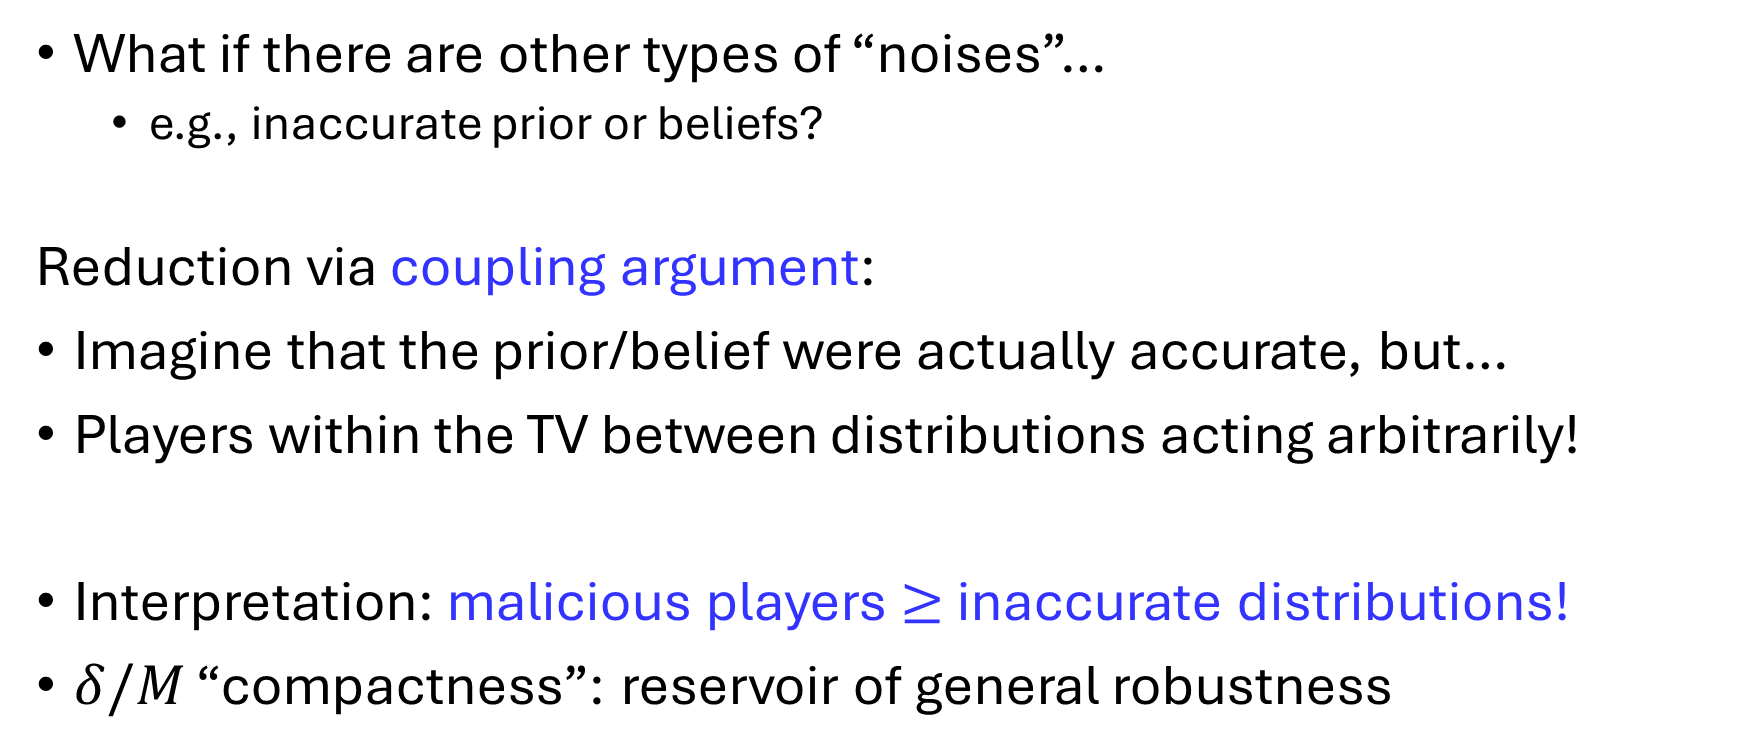 • What if there are other types of “noises”…
• e.g., inaccurate prior or beliefs?
Reduction via coupling argument:
• Imagine that the prior/belief were actually accurate, but…
• Players within the TV between distributions acting arbitrarily!
• Interpretation: malicious players ≥ inaccurate distributions!
• 𝛿/𝑀 “compactness”: reservoir of general robustness